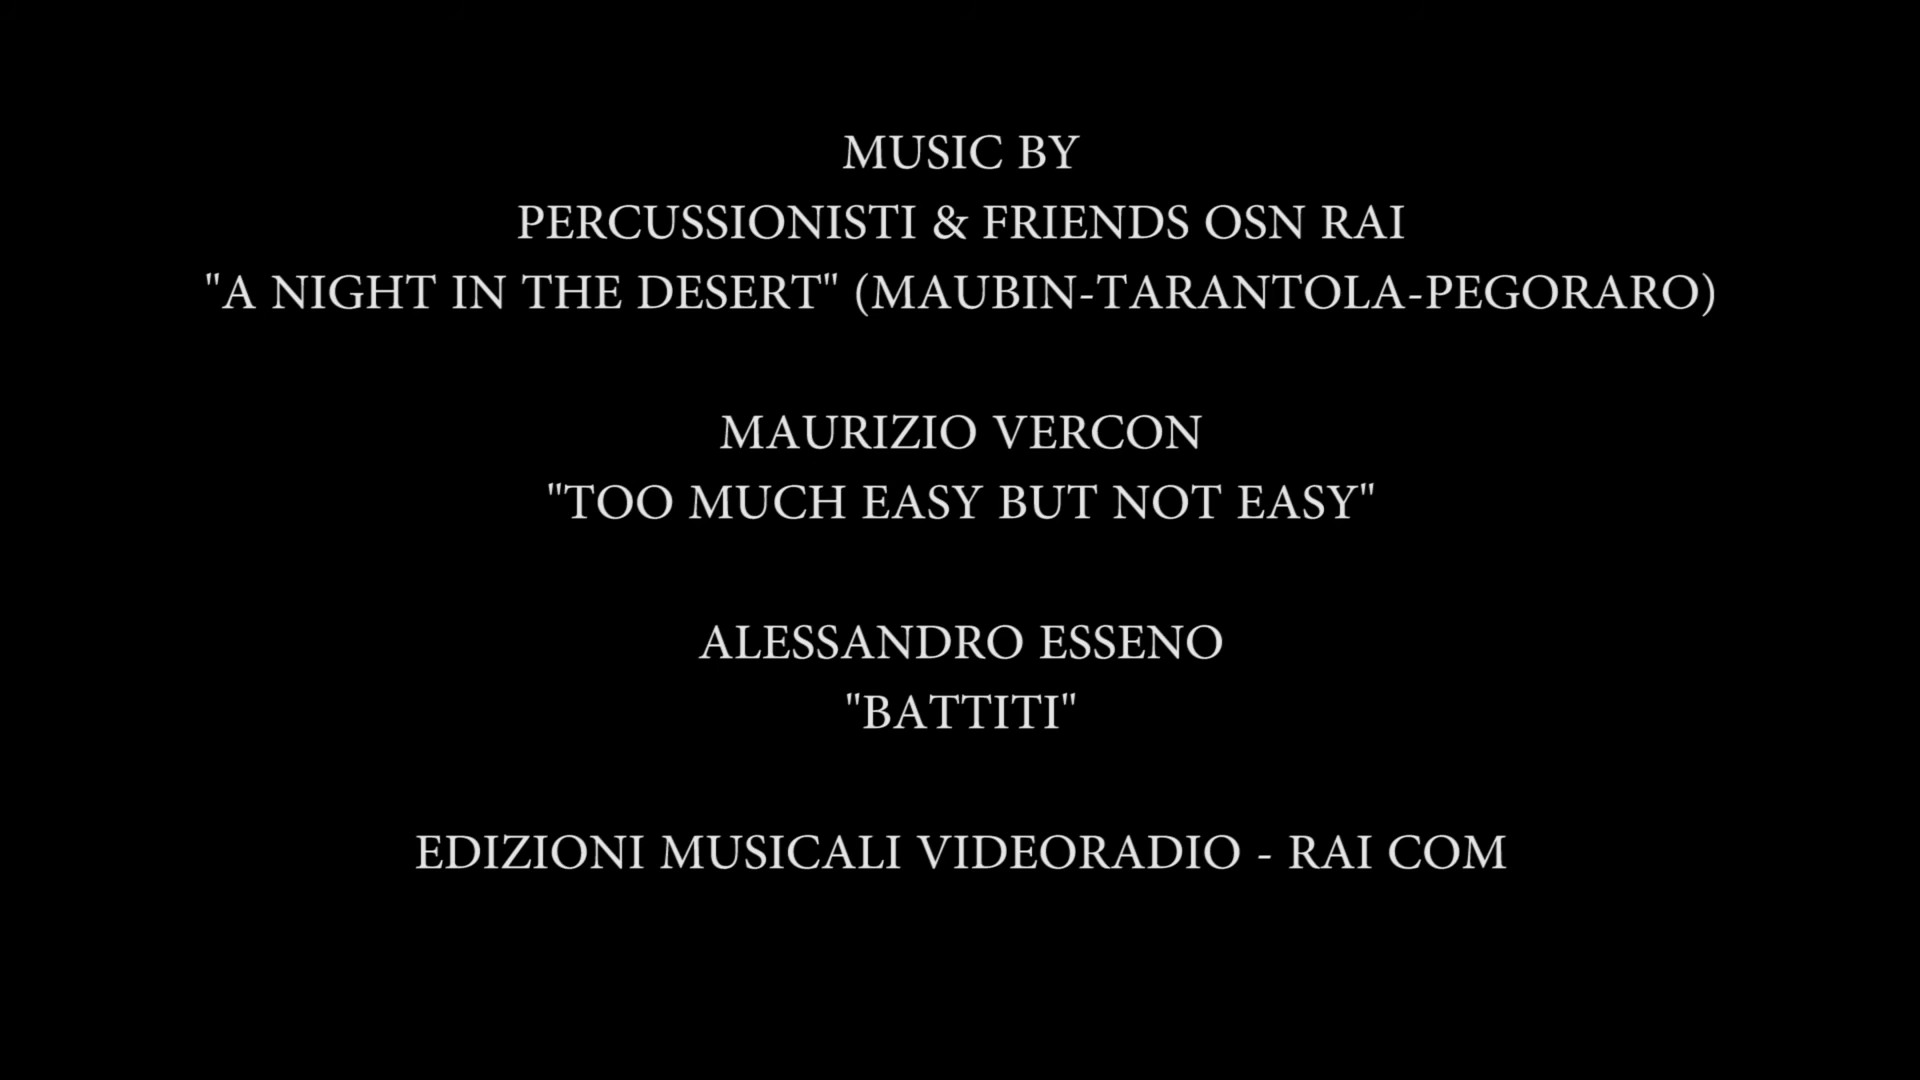 MUSIC BY
PERCUSSIONISTI & FRIENDS OSN RAI
"A NIGHT IN THE DESERT" (MAUBIN-TARANTOLA-PEGORARO)
MAURIZIO VERCON
"TOO MUCH EASY BUT NOT EASY"
ALESSANDRO ESSENO
"BATTITI"
EDIZIONI MUSICALI VIDEORADIO - RAI COM